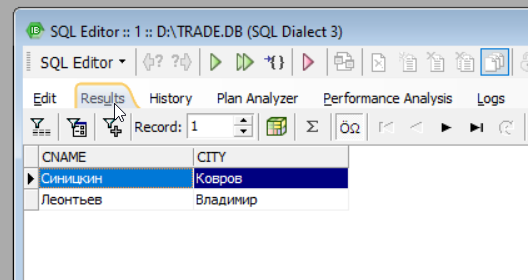 SQL Editor :: 1 :: D:\TRADE.DB (SQL Dialect 3)
SQL Editor
Edit Results History Plan Analyzer Performance Analysis Logs
Record: 1 Σ ÖΩ
CNAME CITY
Синицкин Ковров
Леонтьев Владимир